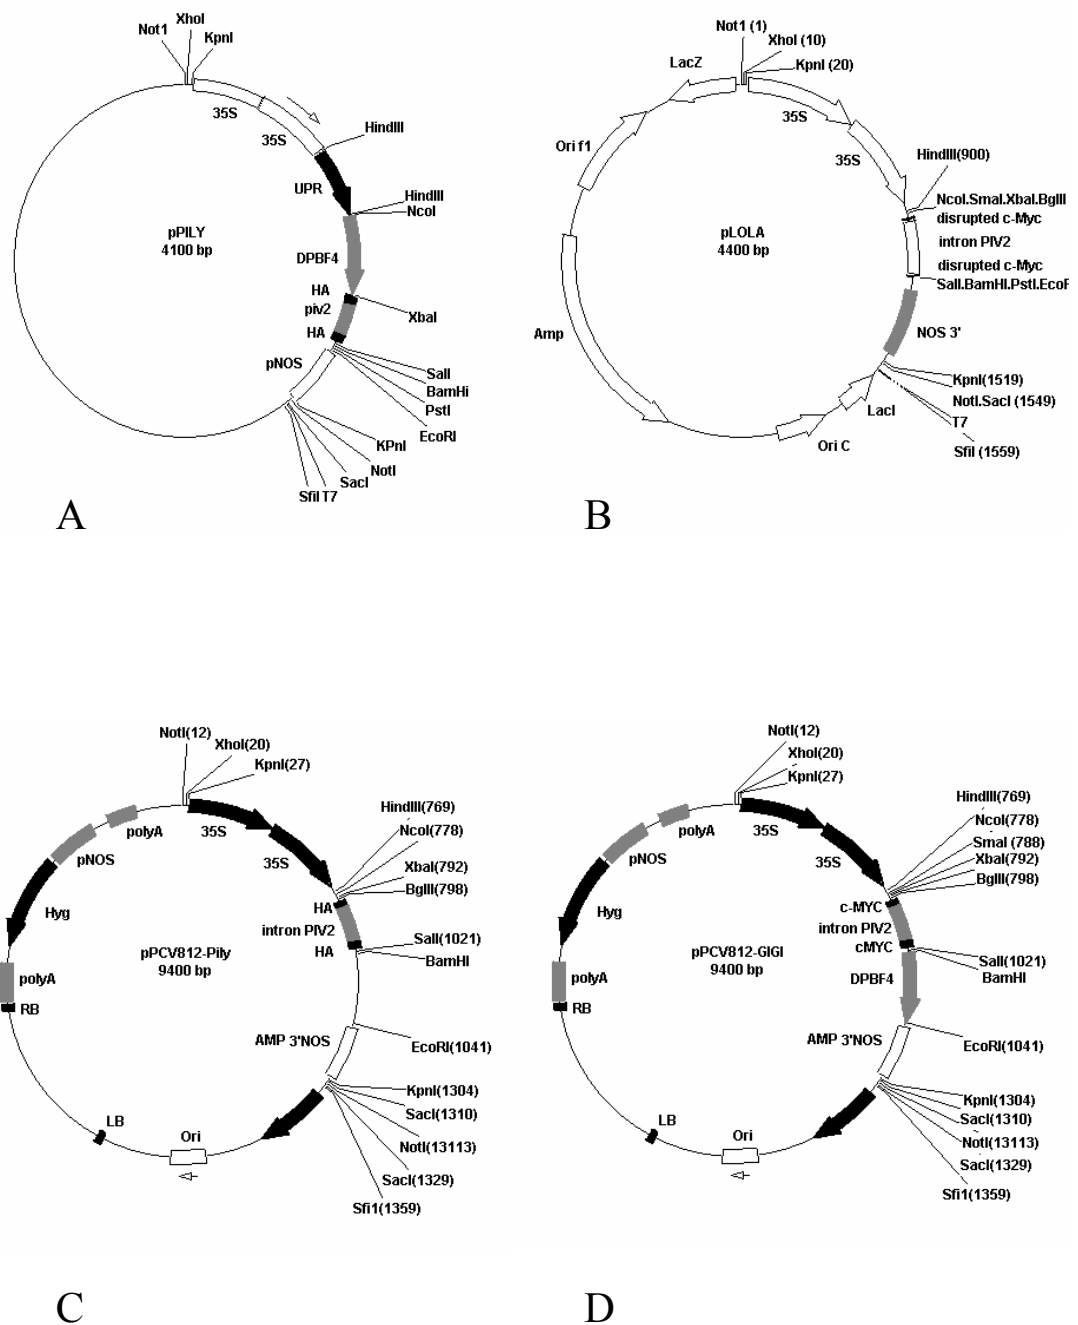 Not1
XhoI
KpnI
35S
35S
HindIII
UPR
HindIII
NcoI
pPILY
4100 bp
DPBF4
HA
piv2
HA
XbaI
pNOS
SalI
BamHi
PstI
EcoRI
KPnI
NotI
SacI
SfiI T7
A
Not1 (1)
XhoI (10)
KpnI (20)
LacZ
35S
35S
Ori f1
HindIII(900)
NcoI.SmaI.XbaI.BglII
disrupted c-Myc
intron PIV2
disrupted c-Myc
SalI.BamHI.PstI.EcoR
pLOLA
4400 bp
Amp
NOS 3'
KpnI(1519)
NotI.SacI (1549)
T7
SfiI (1559)
LacI
Ori C
B
NotI(12)
XhoI(20)
KpnI(27)
polyA
35S
35S
pNOS
HindIII(769)
NcoI(778)
XbaI(792)
BglII(798)
HA
intron PIV2
HA
Hyg
pPCV812-Pily
9400 bp
SalI(1021)
BamHI
polyA
RB
AMP 3'NOS
EcoRI(1041)
KpnI(1304)
SacI(1310)
NotI(13113)
SacI(1329)
Sfi1(1359)
LB
Ori
C
NotI(12)
XhoI(20)
KpnI(27)
polyA
35S
35S
pNOS
HindIII(769)
NcoI(778)
SmaI (788)
XbaI(792)
BglII(798)
c-MYC
intron PIV2
cMYC
Hyg
pPCV812-GIGI
9400 bp
SalI(1021)
BamHI
DPBF4
polyA
RB
AMP 3'NOS
EcoRI(1041)
KpnI(1304)
SacI(1310)
NotI(13113)
SacI(1329)
Sfi1(1359)
LB
Ori
D